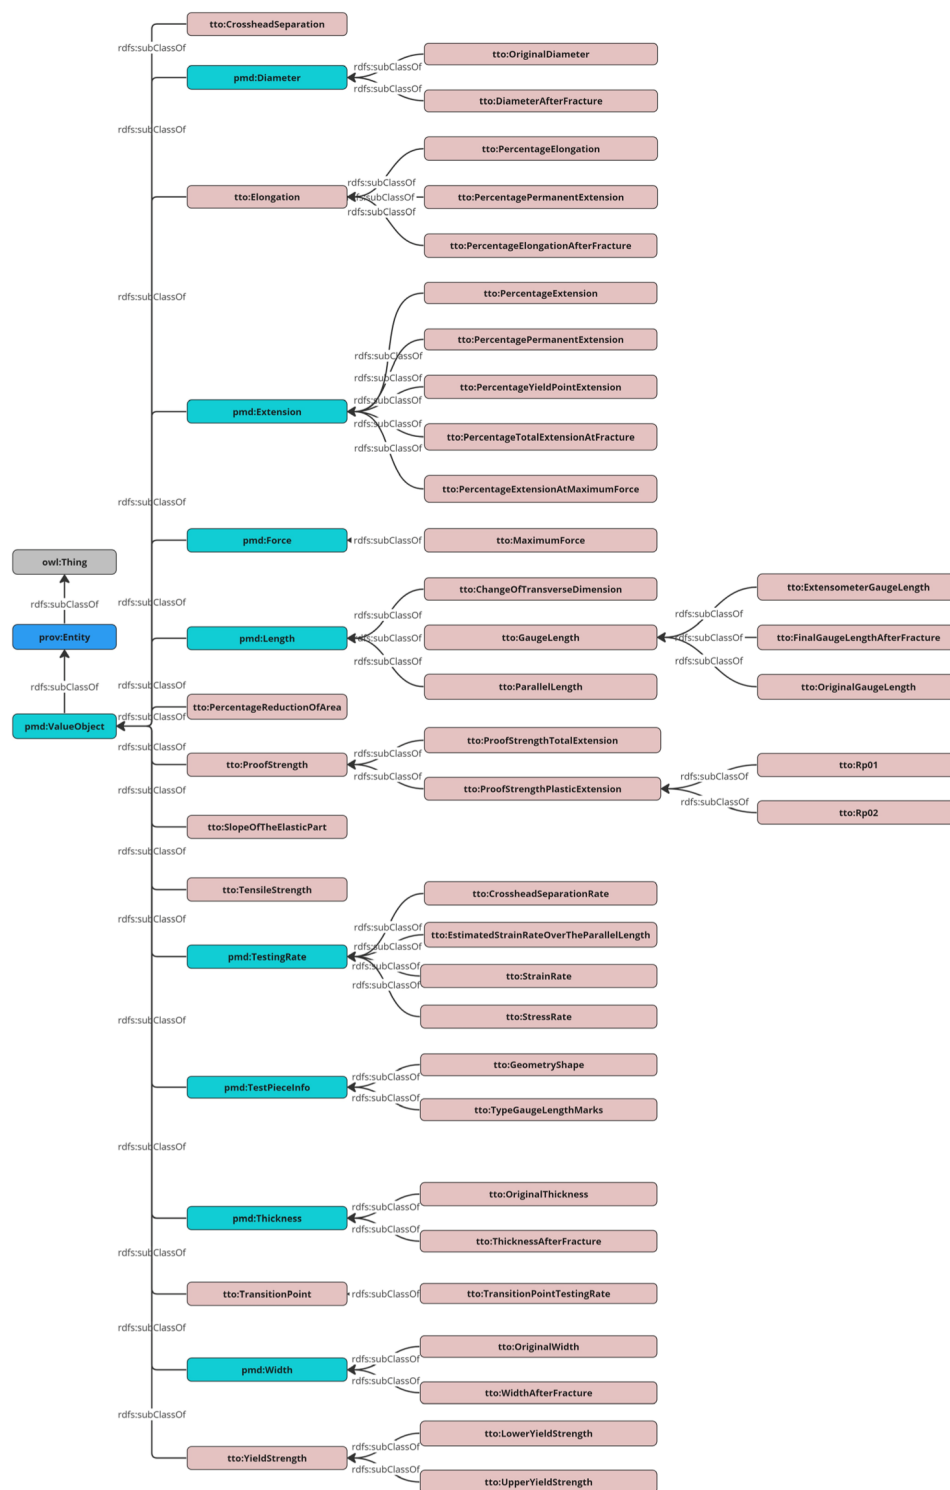 tto:CrossheadSeparation
rdfs:subClassOf
tto:OriginalDiameter
rdfs:subClassOf
pmd:Diameter
rdfs:subClassOf
tto:DiameterAfterFracture
rdfs:subClassOf
tto:PercentageElongation
rdfs:subClassOf
tto:Elongation
rdfs:subClassOf
tto:PercentagePermanentExtension
rdfs:subClassOf
tto:PercentageElongationAfterFracture
rdfs:subClassOf
tto:PercentageExtension
tto:PercentagePermanentExtension
rdfs:subClassOf
rdfs:subClassOf
tto:PercentageYieldPointExtension
rdfs:subClassOf
pmd:Extension
rdfs:subClassOf
tto:PercentageTotalExtensionAtFracture
rdfs:subClassOf
tto:PercentageExtensionAtMaximumForce
rdfs:subClassOf
pmd:Force
rdfs:subClassOf
tto:MaximumForce
owl:Thing
rdfs:subClassOf
rdfs:subClassOf
tto:ChangeOfTransverseDimension
tto:ExtensometerGaugeLength
rdfs:subClassOf
rdfs:subClassOf
prov:Entity
pmd:Length
rdfs:subClassOf
tto:GaugeLength
rdfs:subClassOf
tto:FinalGaugeLengthAfterFracture
rdfs:subClassOf
rdfs:subClassOf
rdfs:subClassOf
rdfs:subClassOf
tto:ParallelLength
tto:OriginalGaugeLength
tto:PercentageReductionOfArea
rdfs:subClassOf
pmd:ValueObject
rdfs:subClassOf
tto:ProofStrengthTotalExtension
rdfs:subClassOf
tto:ProofStrength
tto:Rp01
rdfs:subClassOf
rdfs:subClassOf
rdfs:subClassOf
tto:ProofStrengthPlasticExtension
rdfs:subClassOf
tto:Rp02
tto:SlopeOfTheElasticPart
rdfs:subClassOf
tto:TensileStrength
tto:CrossheadSeparationRate
rdfs:subClassOf
rdfs:subClassOf
tto:EstimatedStrainRateOverTheParallelLength
rdfs:subClassOf
pmd:TestingRate
rdfs:subClassOf
tto:StrainRate
rdfs:subClassOf
tto:StressRate
rdfs:subClassOf
tto:GeometryShape
rdfs:subClassOf
pmd:TestPieceInfo
rdfs:subClassOf
tto:TypeGaugeLengthMarks
rdfs:subClassOf
tto:OriginalThickness
rdfs:subClassOf
pmd:Thickness
rdfs:subClassOf
tto:ThicknessAfterFracture
rdfs:subClassOf
tto:TransitionPoint
rdfs:subClassOf
tto:TransitionPointTestingRate
rdfs:subClassOf
tto:OriginalWidth
rdfs:subClassOf
pmd:Width
rdfs:subClassOf
tto:WidthAfterFracture
rdfs:subClassOf
tto:LowerYieldStrength
rdfs:subClassOf
tto:YieldStrength
rdfs:subClassOf
tto:UpperYieldStrength